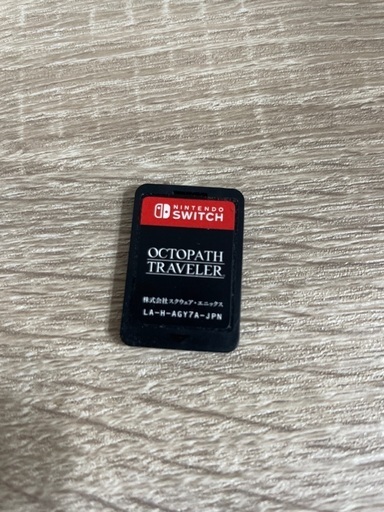 NINTENDO
SWITCH
OCTOPATH
TRAVELER
株式会社スクウェア・エニックス
LA-H-AGY7A-JPN